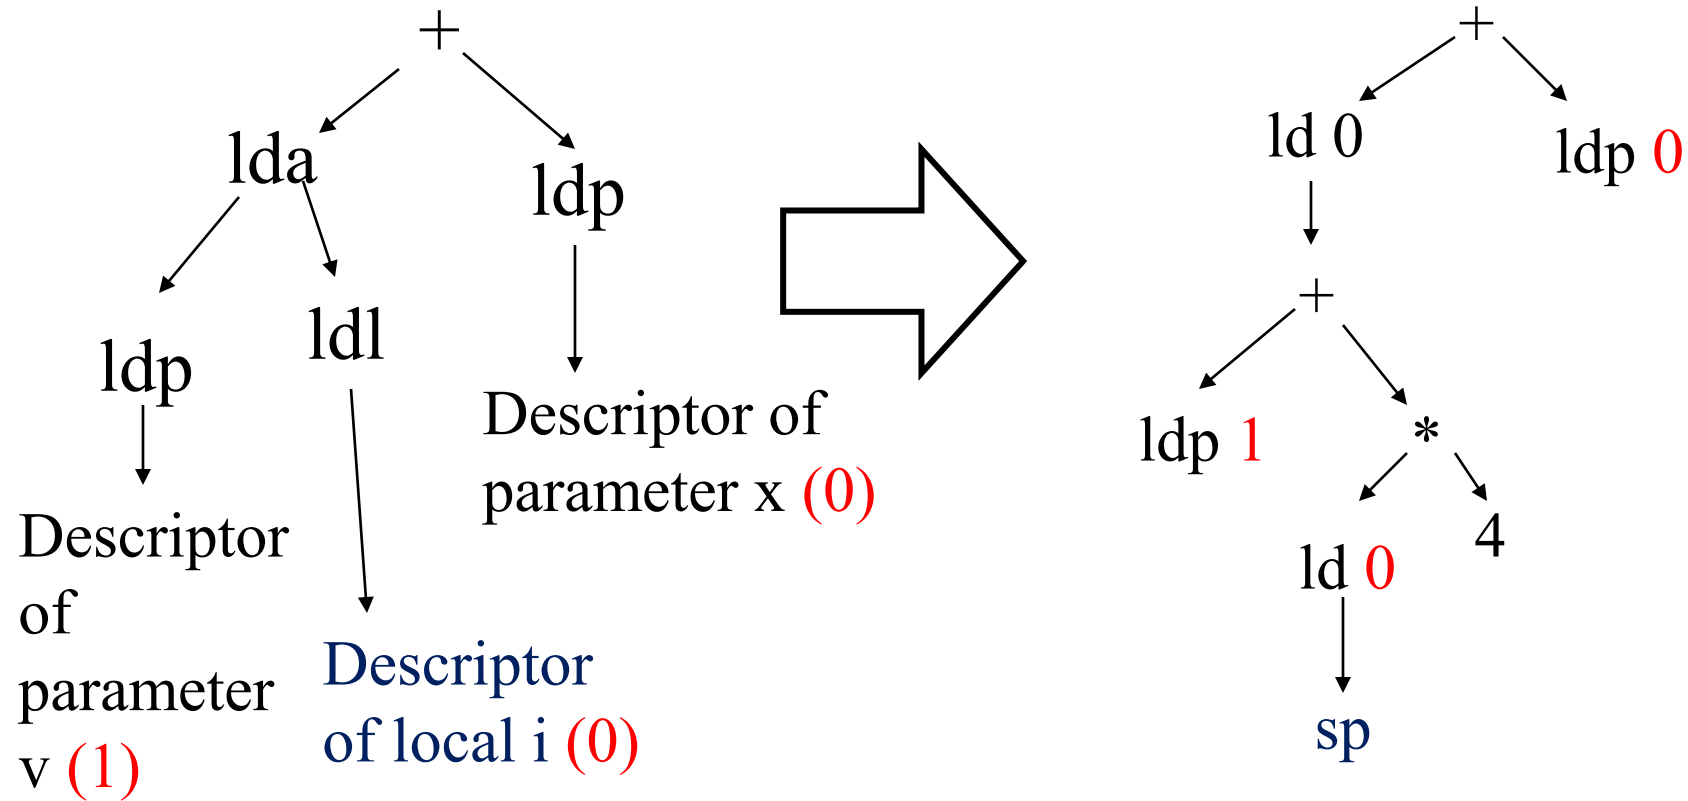 +
lda
ldp
ldp
ldl
Descriptor of
parameter x (0)
Descriptor
of
parameter
v (1)
Descriptor
of local i (0)
+
ld 0
ldp 0
+
ldp 1
*
ld 0
4
sp